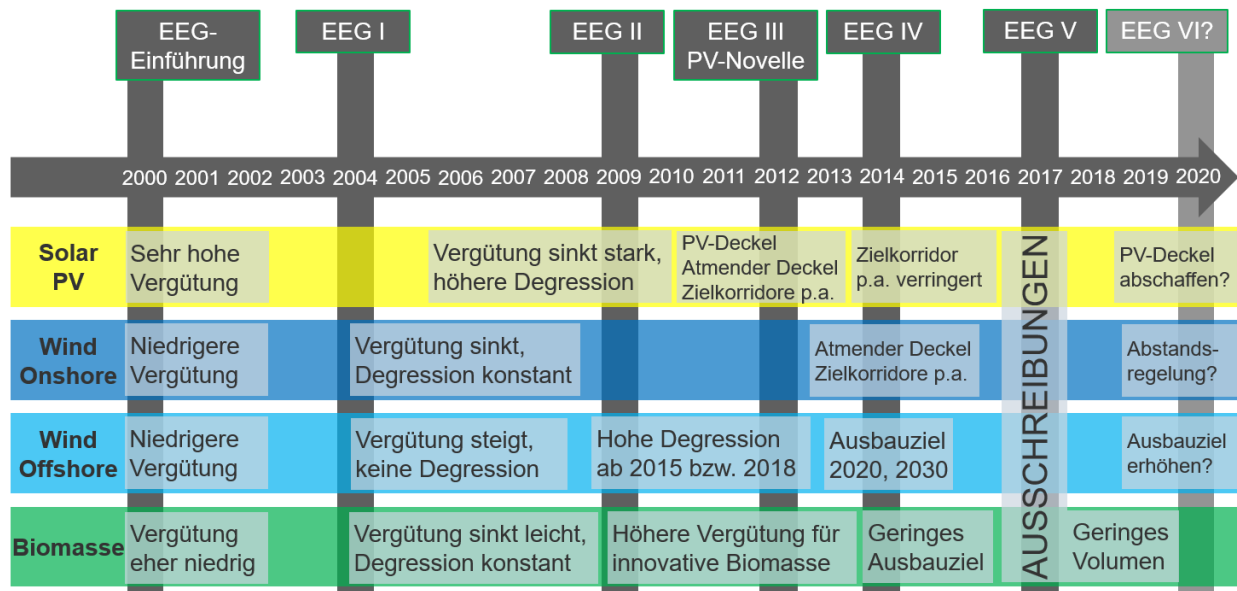 EEG-
Einführung
EEG I
EEG II
EEG III
PV-Novelle
EEG IV
EEG V
EEG VI?
2000 2001 2002 2003 2004 2005 2006 2007 2008 2009 2010 2011 2012 2013 2014 2015 2016 2017 2018 2019 2020
Solar
PV
Sehr hohe
Vergütung
Vergütung sinkt stark,
höhere Degression
PV-Deckel
Atmender Deckel
Zielkorridore p.a.
Zielkorridor
p.a. verringert
PV-Deckel
abschaffen?
Wind
Onshore
Niedrigere
Vergütung
Vergütung sinkt,
Degression konstant
Atmender Deckel
Zielkorridore p.a.
Abstands-
regelung?
Wind
Offshore
Niedrigere
Vergütung
Vergütung steigt,
keine Degression
Hohe Degression
ab 2015 bzw. 2018
Ausbauziel
2020, 2030
Ausbauziel
erhöhen?
Biomasse
Vergütung
eher niedrig
Vergütung sinkt leicht,
Degression konstant
Höhere Vergütung für
innovative Biomasse
Geringes
Ausbauziel
AUSSCHREIBUNGEN
Geringes
Volumen